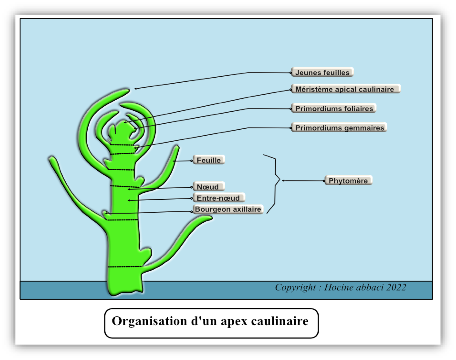 Jeunes feuilles
Méristème apical caulinaire
Primordiums foliaires
Primordiums gemmaires
Feuille
Phytomère
Nœud
Entre-nœud
Bourgeon axillaire
Copyright : Hocine abbaci 2022
Organisation d'un apex caulinaire